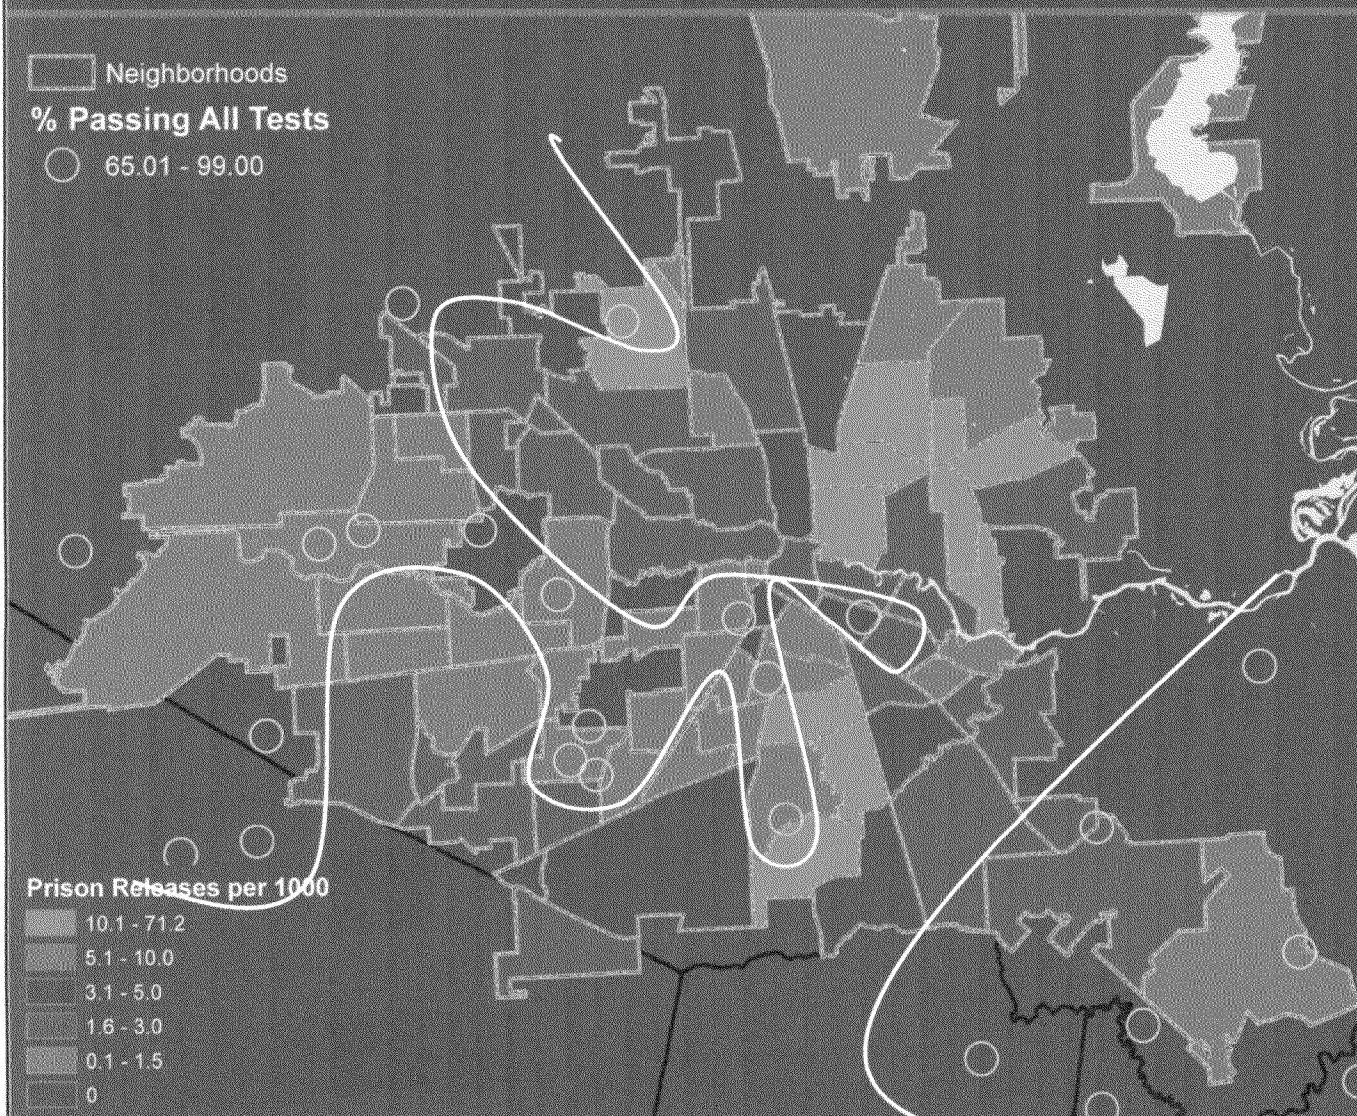 Neighborhoods
% Passing All Tests
65.01 - 99.00
Prison Releases per 1000
10.1 - 71.2
5.1 - 10.0
3.1 - 5.0
1.6 - 3.0
0.1 - 1.5
0